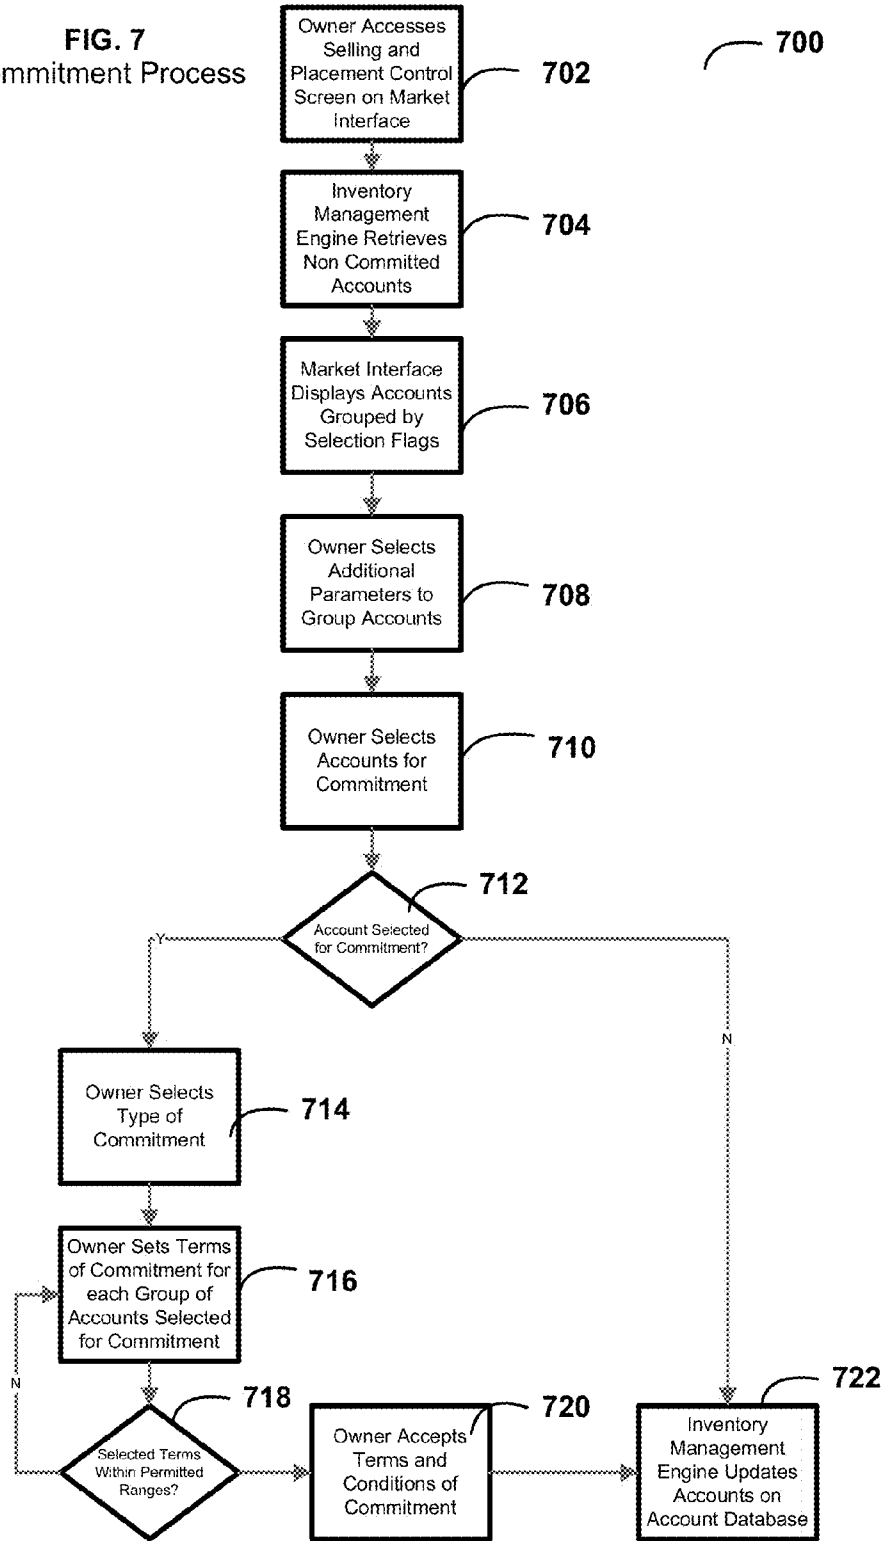 FIG. 7
mmitment Process
700
Owner Accesses
Selling and
Placement Control
Screen on Market
Interface
702
Inventory
Management
Engine Retrieves
Non Committed
Accounts
704
Market Interface
Displays Accounts
Grouped by
Selection Flags
706
Owner Selects
Additional
Parameters to
Group Accounts
708
Owner Selects
Accounts for
Commitment
710
Account Selected
for Commitment?
712
Y
N
Owner Selects
Type of
Commitment
714
Owner Sets Terms
of Commitment for
each Group of
Accounts Selected
for Commitment
716
N
Selected Terms
Within Permitted
Ranges?
718
Owner Accepts
Terms and
Conditions of
Commitment
720
Inventory
Management
Engine Updates
Accounts on
Account Database
722